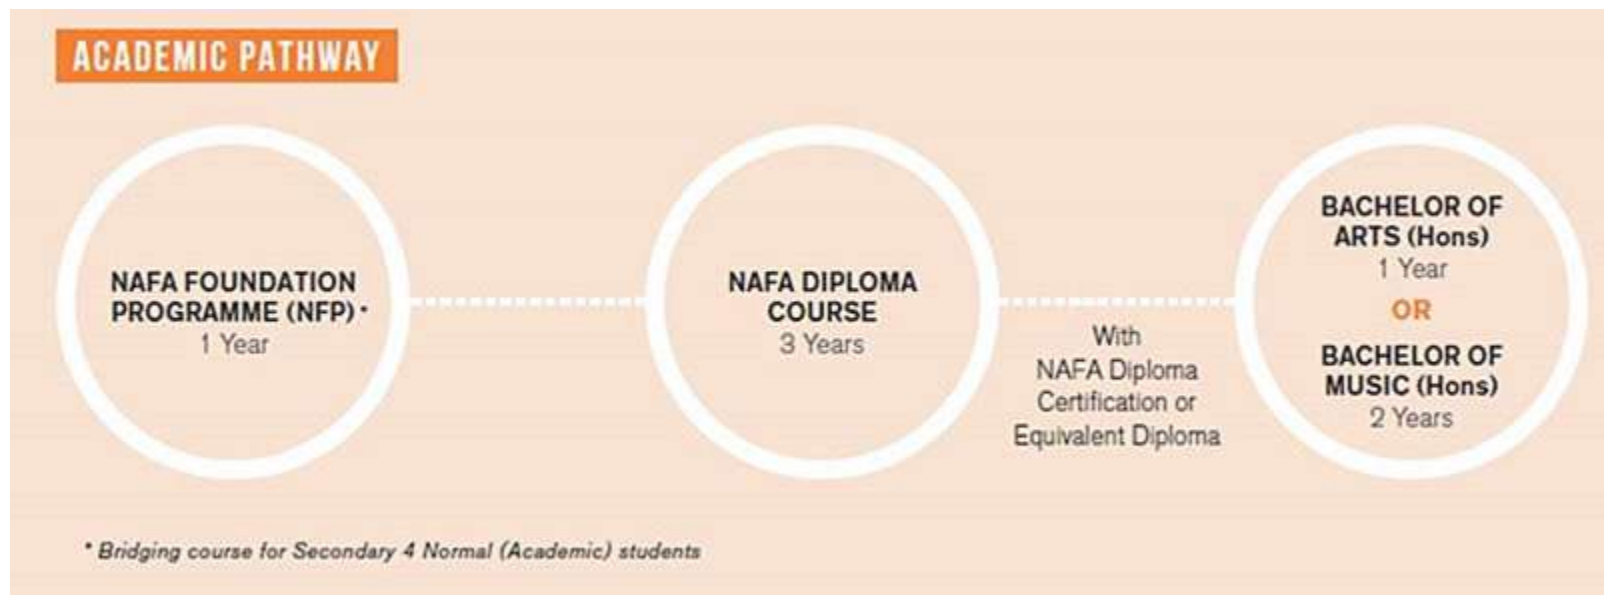 ACADEMIC PATHWAY
NAFA FOUNDATION
PROGRAMME (NFP) *
1 Year
NAFA DIPLOMA
COURSE
3 Years
With
NAFA Diploma
Certification or
Equivalent Diploma
BACHELOR OF
ARTS (Hons)
1 Year
OR
BACHELOR OF
MUSIC (Hons)
2 Years
* Bridging course for Secondary 4 Normal (Academic) students